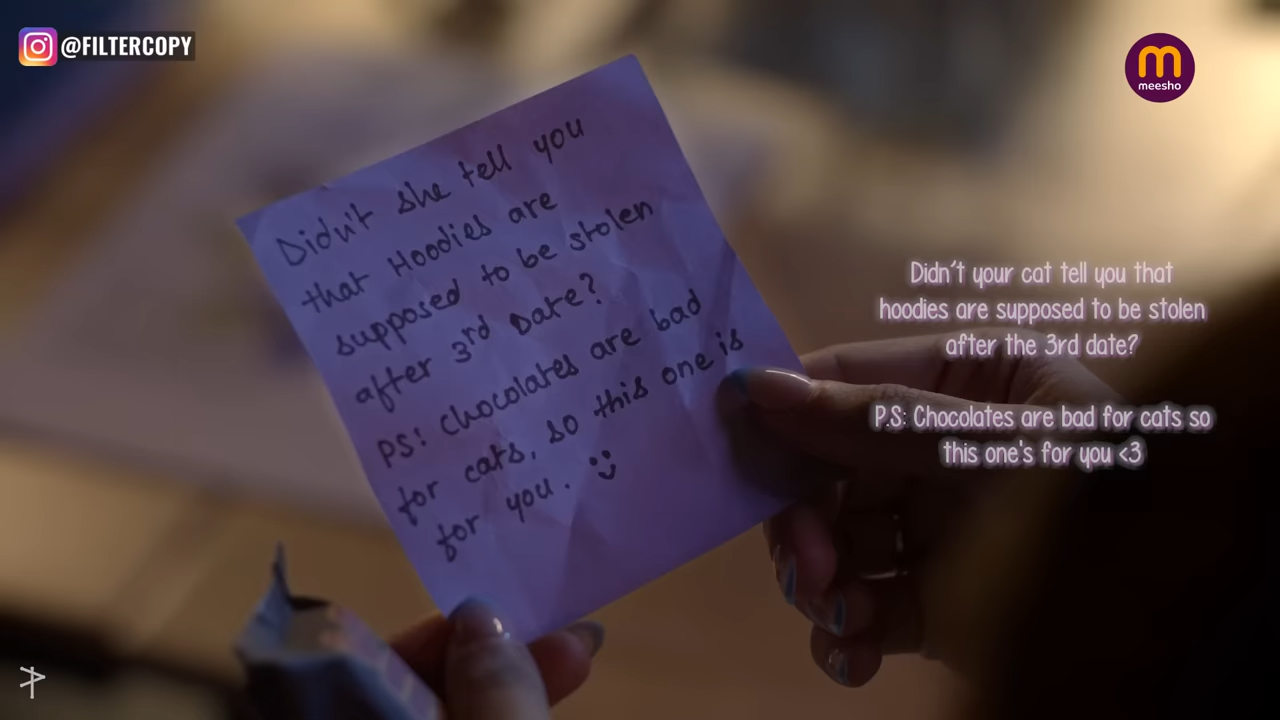 @FILTERCOPY
meesho
Didn't she tell you
that Hoodies are
supposed to be stolen
after 3rd Date?
PS: Chocolates are bad
for cats, so this one is
for you. :)
Didn't your cat tell you that
hoodies are supposed to be stolen
after the 3rd date?
P.S: Chocolates are bad for cats so
this one's for you <3